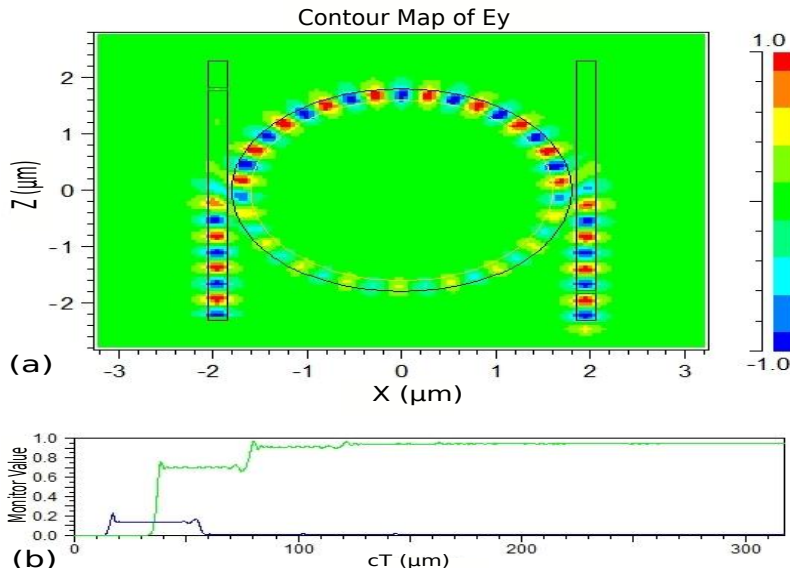 Contour Map of Ey
1.0
2
1
0
-1
-2
Z (µm)
-1.0
-3 -2 -1 0 1 2 3
(a)
X (µm)
1.0
0.8
0.6
0.4
0.2
0.0
Monitor Value
0 100 200 300
(b)
cT (µm)